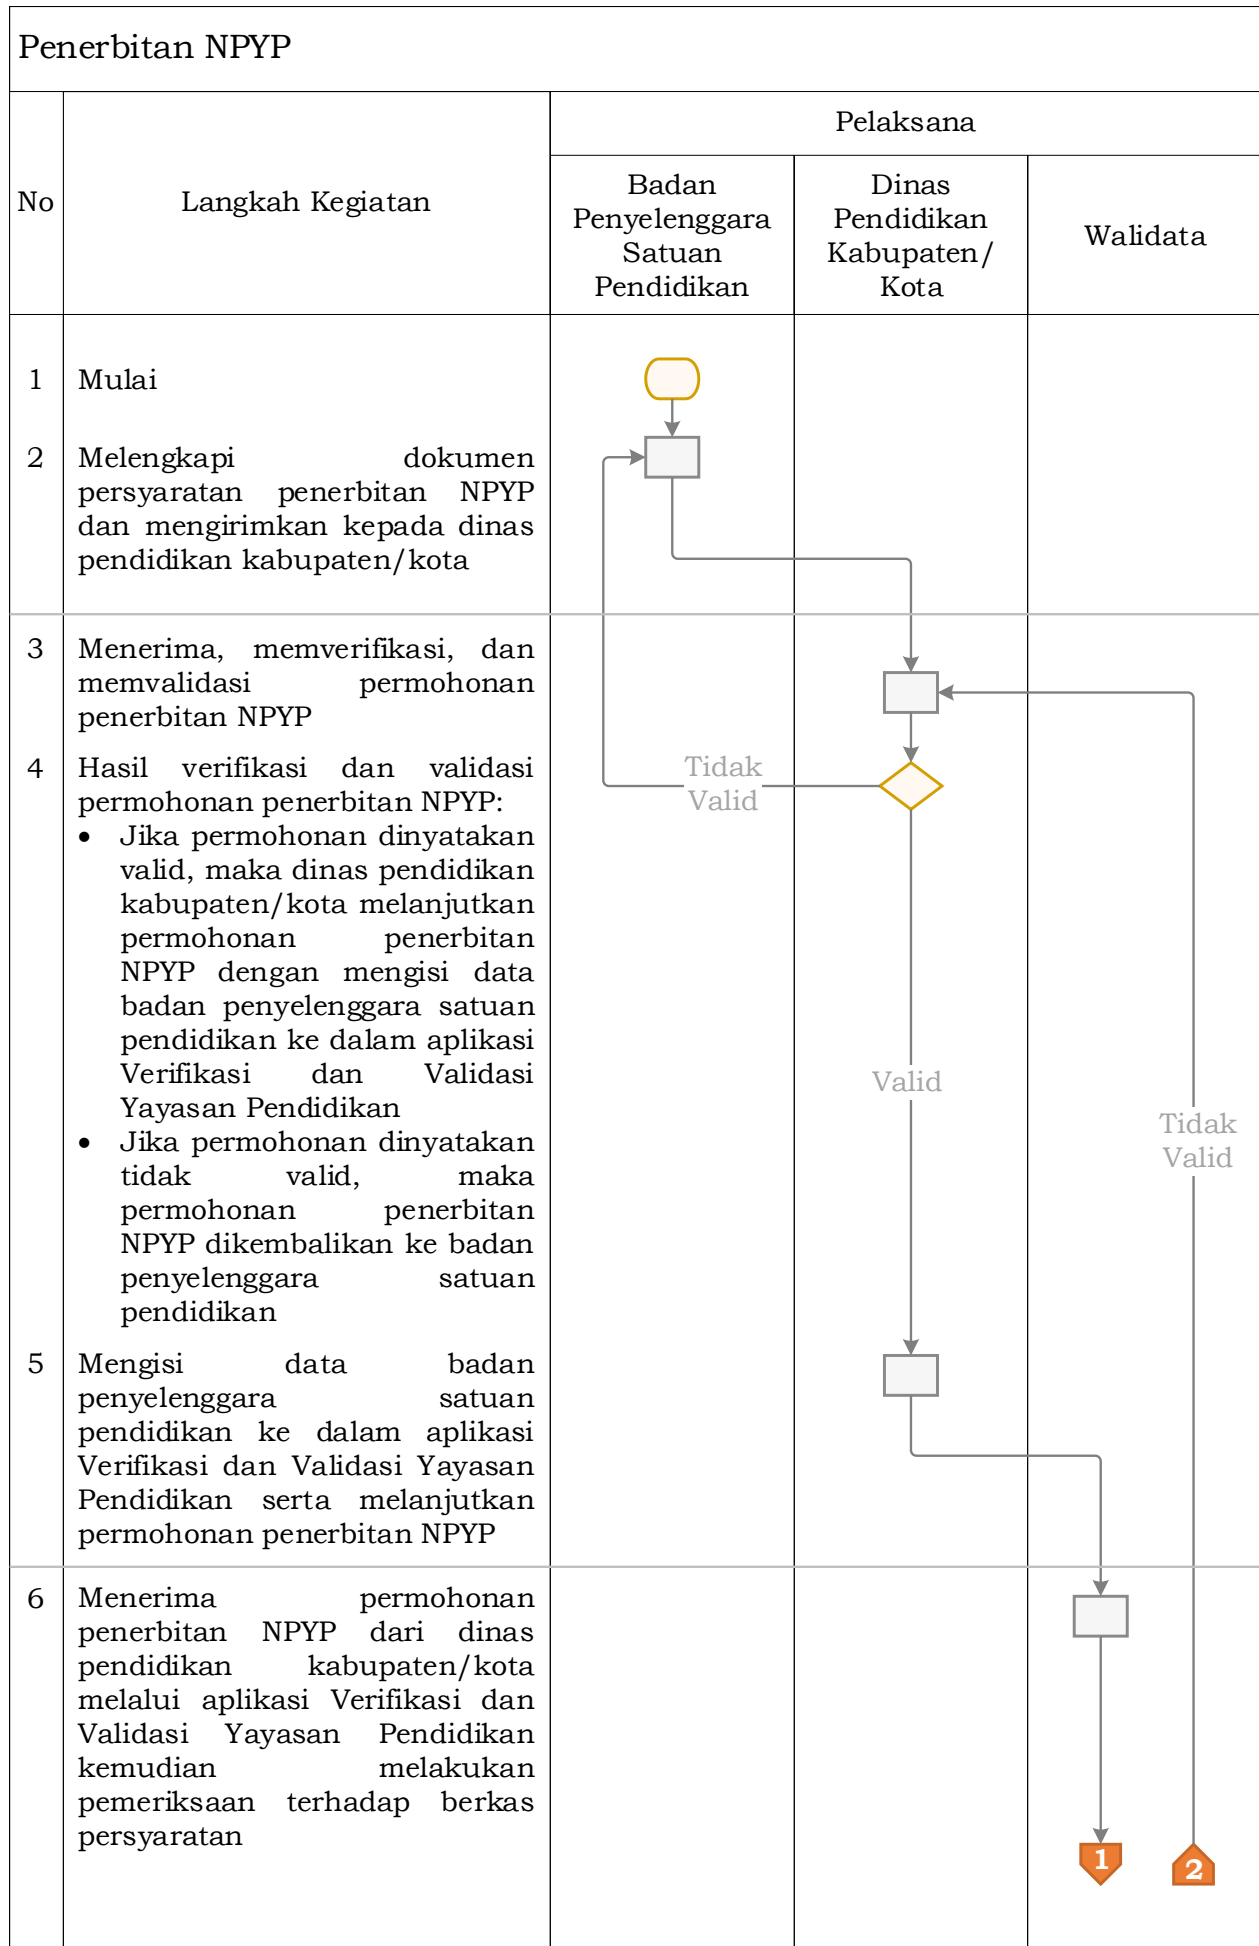 Penerbitan NPYP
No
Langkah Kegiatan
Pelaksana
Badan
Penyelenggara
Satuan
Pendidikan
Dinas
Pendidikan
Kabupaten/
Kota
Walidata
1
Mulai
2
Melengkapi dokumen
persyaratan penerbitan NPYP
dan mengirimkan kepada dinas
pendidikan kabupaten/kota
3
Menerima, memverifikasi, dan
memvalidasi permohonan
penerbitan NPYP
4
Hasil verifikasi dan validasi
permohonan penerbitan NPYP:
• Jika permohonan dinyatakan
valid, maka dinas pendidikan
kabupaten/kota melanjutkan
permohonan penerbitan
NPYP dengan mengisi data
badan penyelenggara satuan
pendidikan ke dalam aplikasi
Verifikasi dan Validasi
Yayasan Pendidikan
• Jika permohonan dinyatakan
tidak valid, maka
permohonan penerbitan
NPYP dikembalikan ke badan
penyelenggara satuan
pendidikan
Tidak
Valid
Valid
Tidak
Valid
5
Mengisi data badan
penyelenggara satuan
pendidikan ke dalam aplikasi
Verifikasi dan Validasi Yayasan
Pendidikan serta melanjutkan
permohonan penerbitan NPYP
6
Menerima permohonan
penerbitan NPYP dari dinas
pendidikan kabupaten/kota
melalui aplikasi Verifikasi dan
Validasi Yayasan Pendidikan
kemudian melakukan
pemeriksaan terhadap berkas
persyaratan
1
2